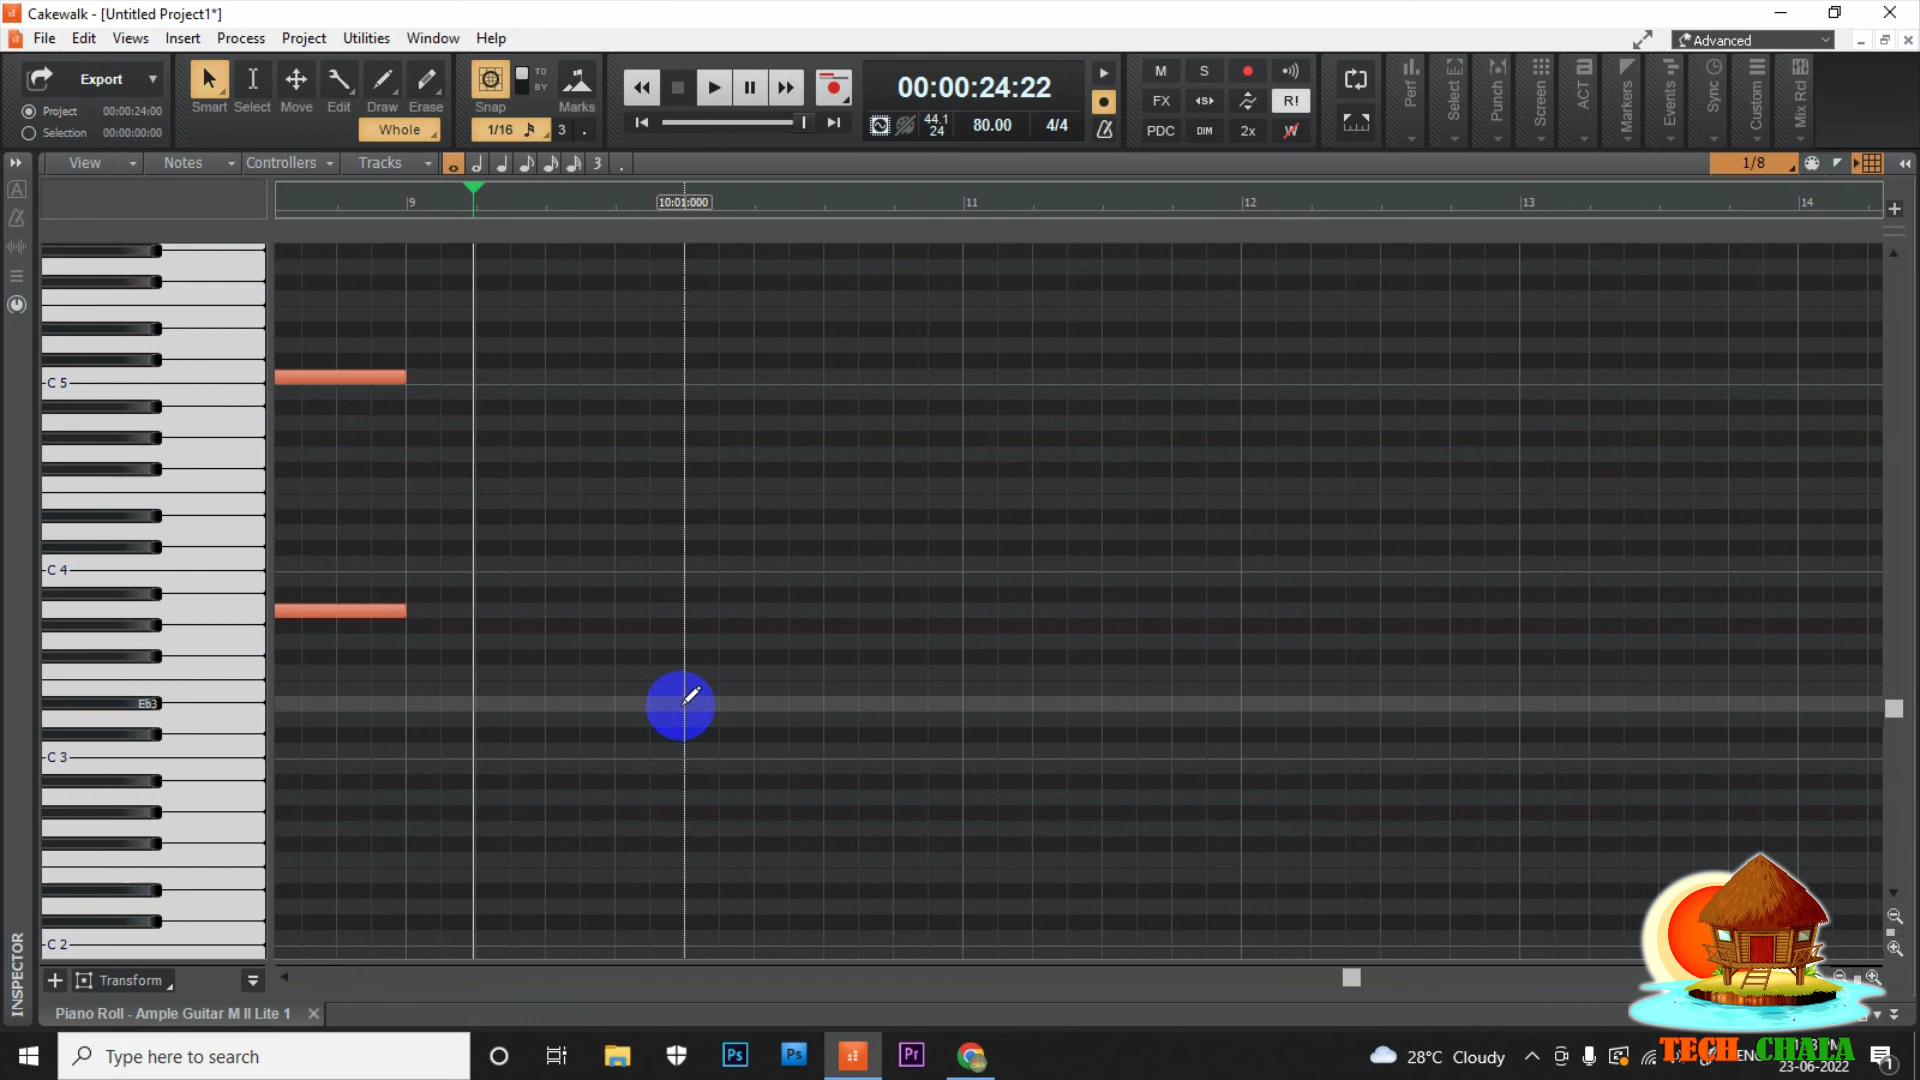 Cakewalk - [Untitled Project1*]
File Edit Views Insert Process Project Utilities Window Help
Advanced
Export
Project 00:00:24:00
Selection 00:00:00:00
Smart Select Move Edit Draw Erase
Whole
Snap
TO
BY
Marks
1/16 3 .
00:00:24:22
44.1
24
80.00 4/4
M S
FX R!
PDC DIM 2x W
Perf Select Punch Screen ACT Markers Events Sync Custom Mix Rcl
View Notes Controllers Tracks 3 .
1/8
9 10:01:000 11 12 13 14
C 5
C 4
Eb3
C 3
C 2
INSPECTOR
Transform
Piano Roll - Ample Guitar M II Lite 1
Type here to search
Ps Ps Pr
28°C Cloudy
23-06-2022
1
TECH CHALA